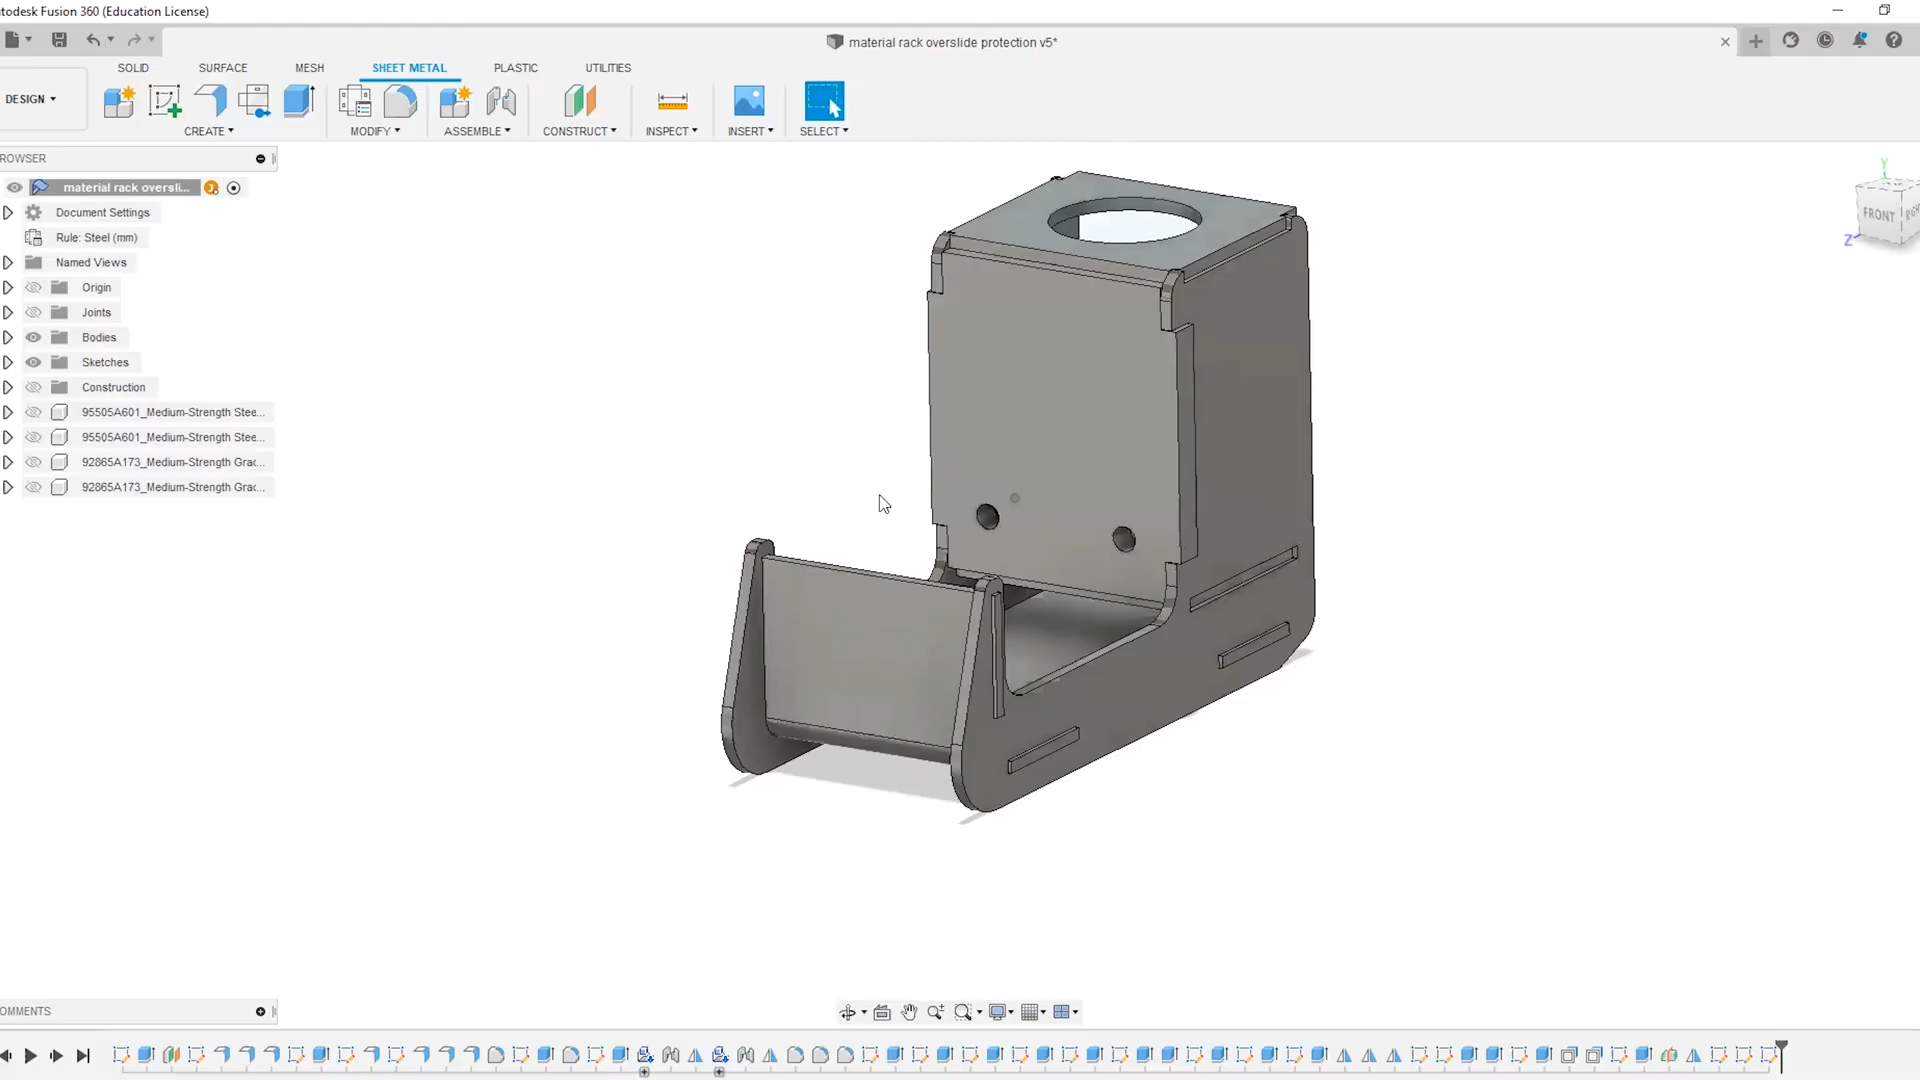 todesk Fusion 360 (Education License)
material rack overslide protection v5*
SOLID SURFACE MESH SHEET METAL PLASTIC UTILITIES
DESIGN
CREATE MODIFY ASSEMBLE CONSTRUCT INSPECT INSERT SELECT
ROWSER
material rack oversli...
Document Settings
Rule: Steel (mm)
Named Views
Origin
Joints
Bodies
Sketches
Construction
95505A601_Medium-Strength Stee...
95505A601_Medium-Strength Stee...
92865A173_Medium-Strength Grac...
92865A173_Medium-Strength Grac...
Y
FRONT RIGH
Z
OMMENTS